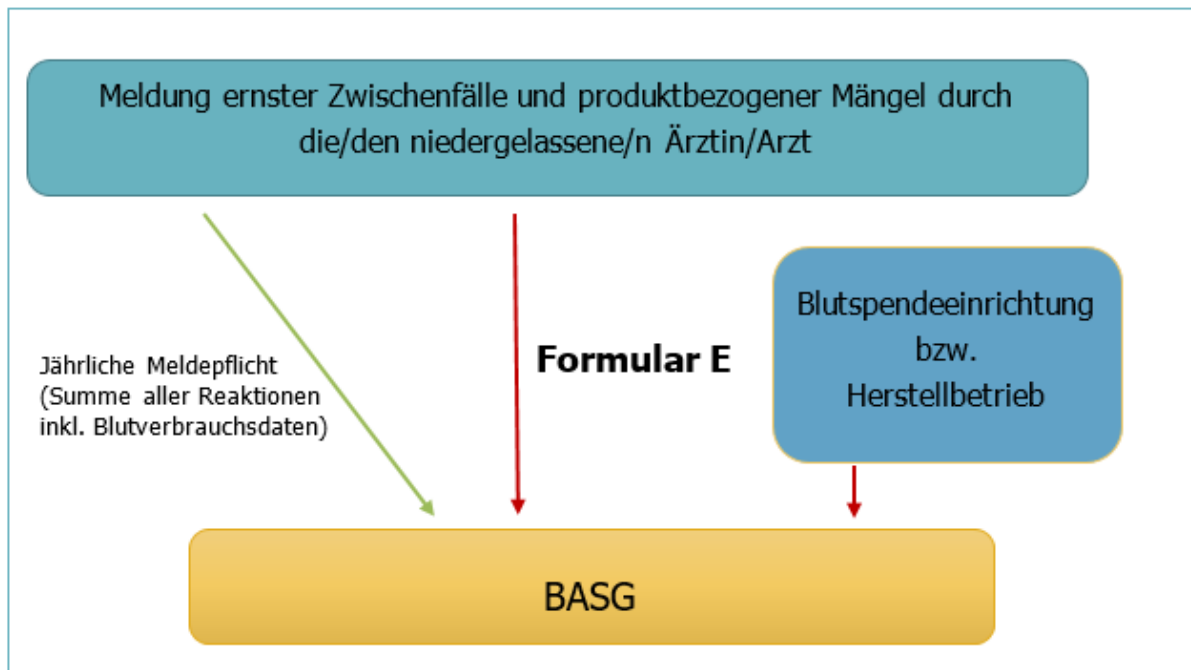 Meldung ernster Zwischenfälle und produktbezogener Mängel durch
die/den niedergelassene/n Ärztin/Arzt
Blutspendeeinrichtung
bzw.
Herstellbetrieb
Formular E
Jährliche Meldepflicht
(Summe aller Reaktionen
inkl. Blutverbrauchsdaten)
BASG